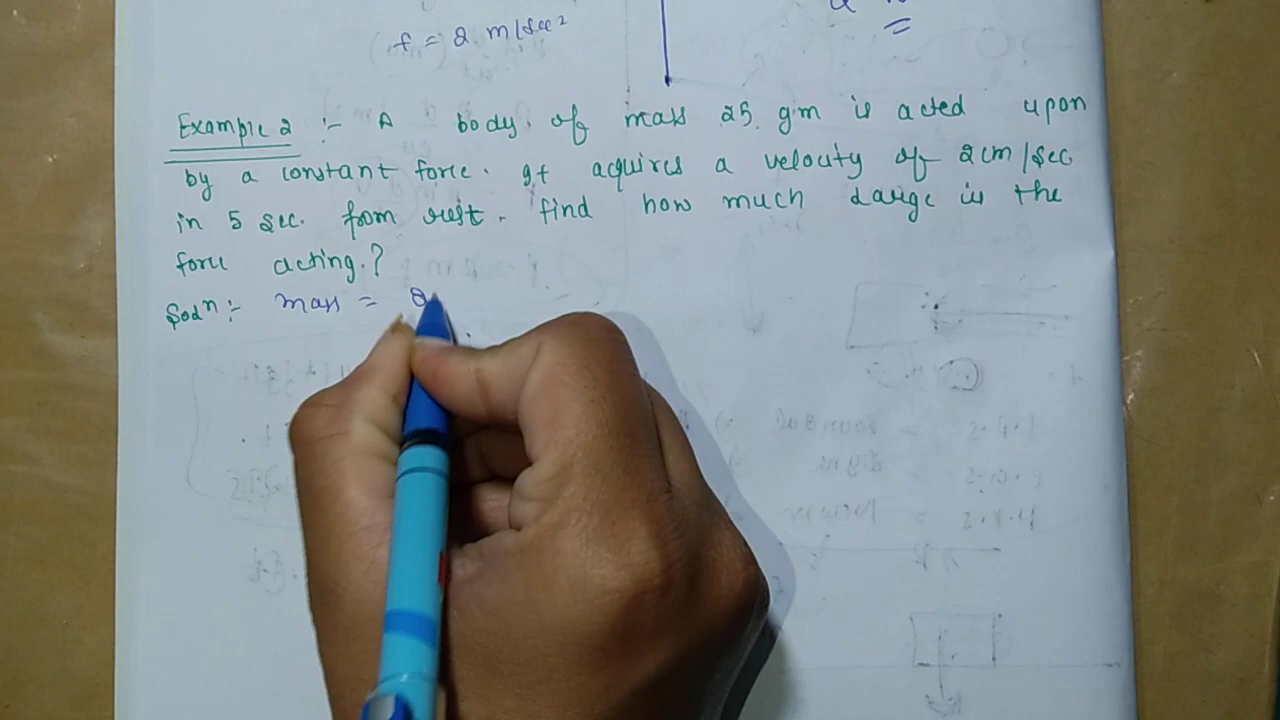 f = 2 m/sec²
Example 2 :- A body of mass 25 gm is acted upon
by a constant force. It acquires a velocity of 2cm/sec
in 5 sec. from rest. find how much large is the
force acting.?
Solⁿ :- mass = 2